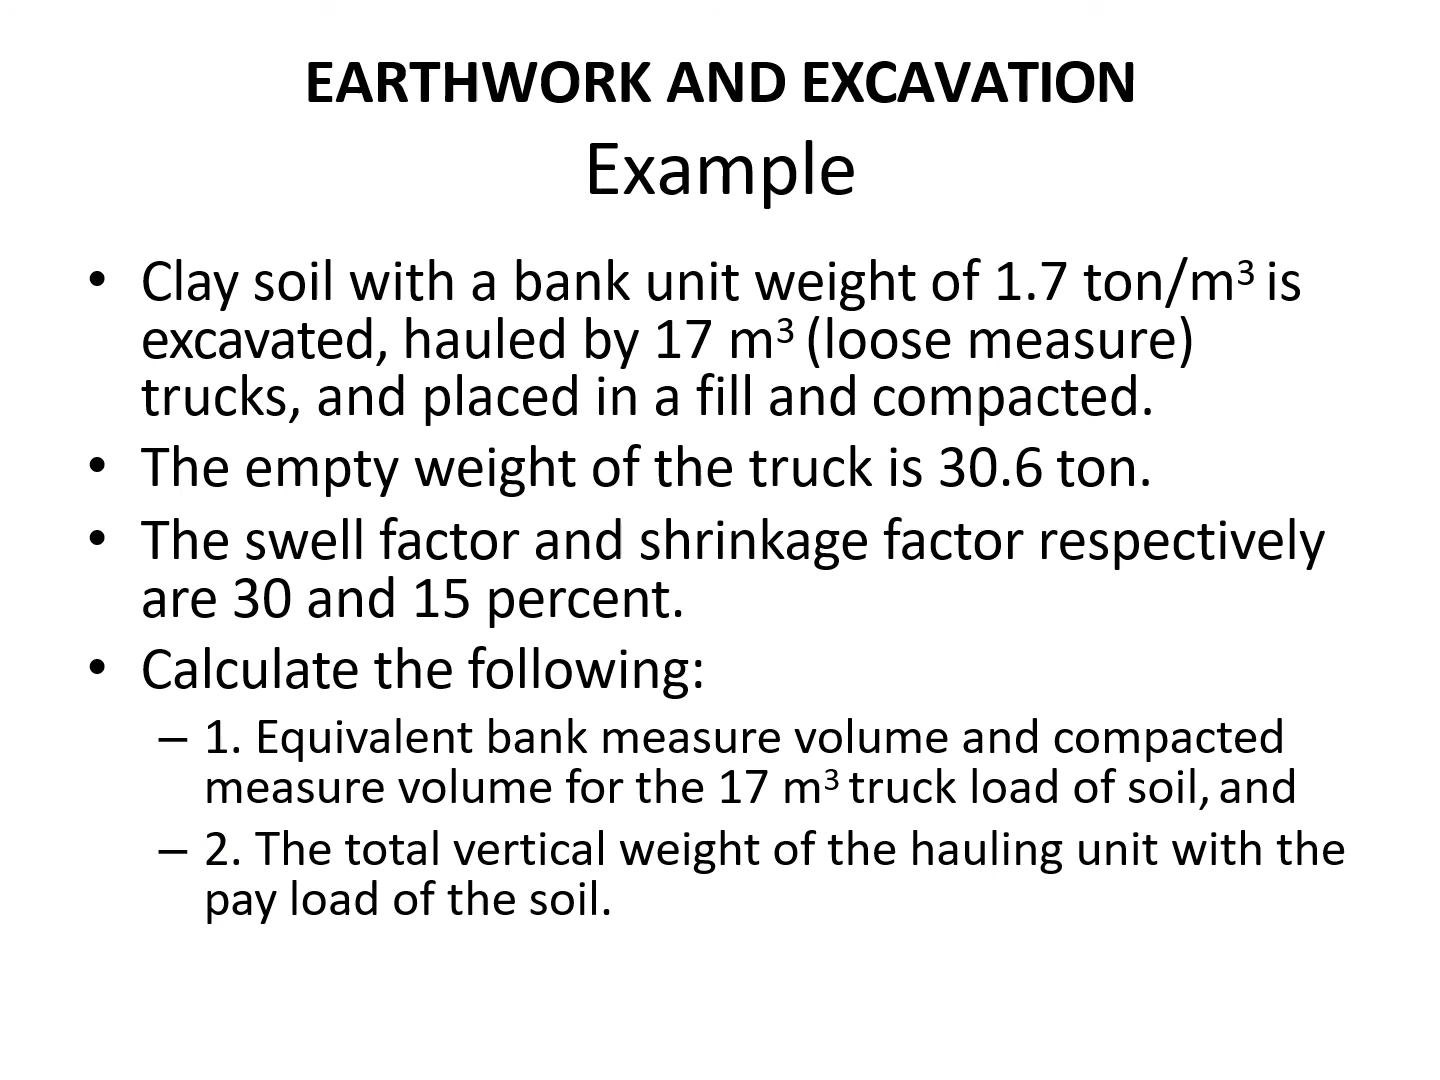 EARTHWORK AND EXCAVATION
Example
• Clay soil with a bank unit weight of 1.7 ton/m³ is
excavated, hauled by 17 m³ (loose measure)
trucks, and placed in a fill and compacted.
• The empty weight of the truck is 30.6 ton.
• The swell factor and shrinkage factor respectively
are 30 and 15 percent.
• Calculate the following:
– 1. Equivalent bank measure volume and compacted
measure volume for the 17 m³ truck load of soil, and
– 2. The total vertical weight of the hauling unit with the
pay load of the soil.